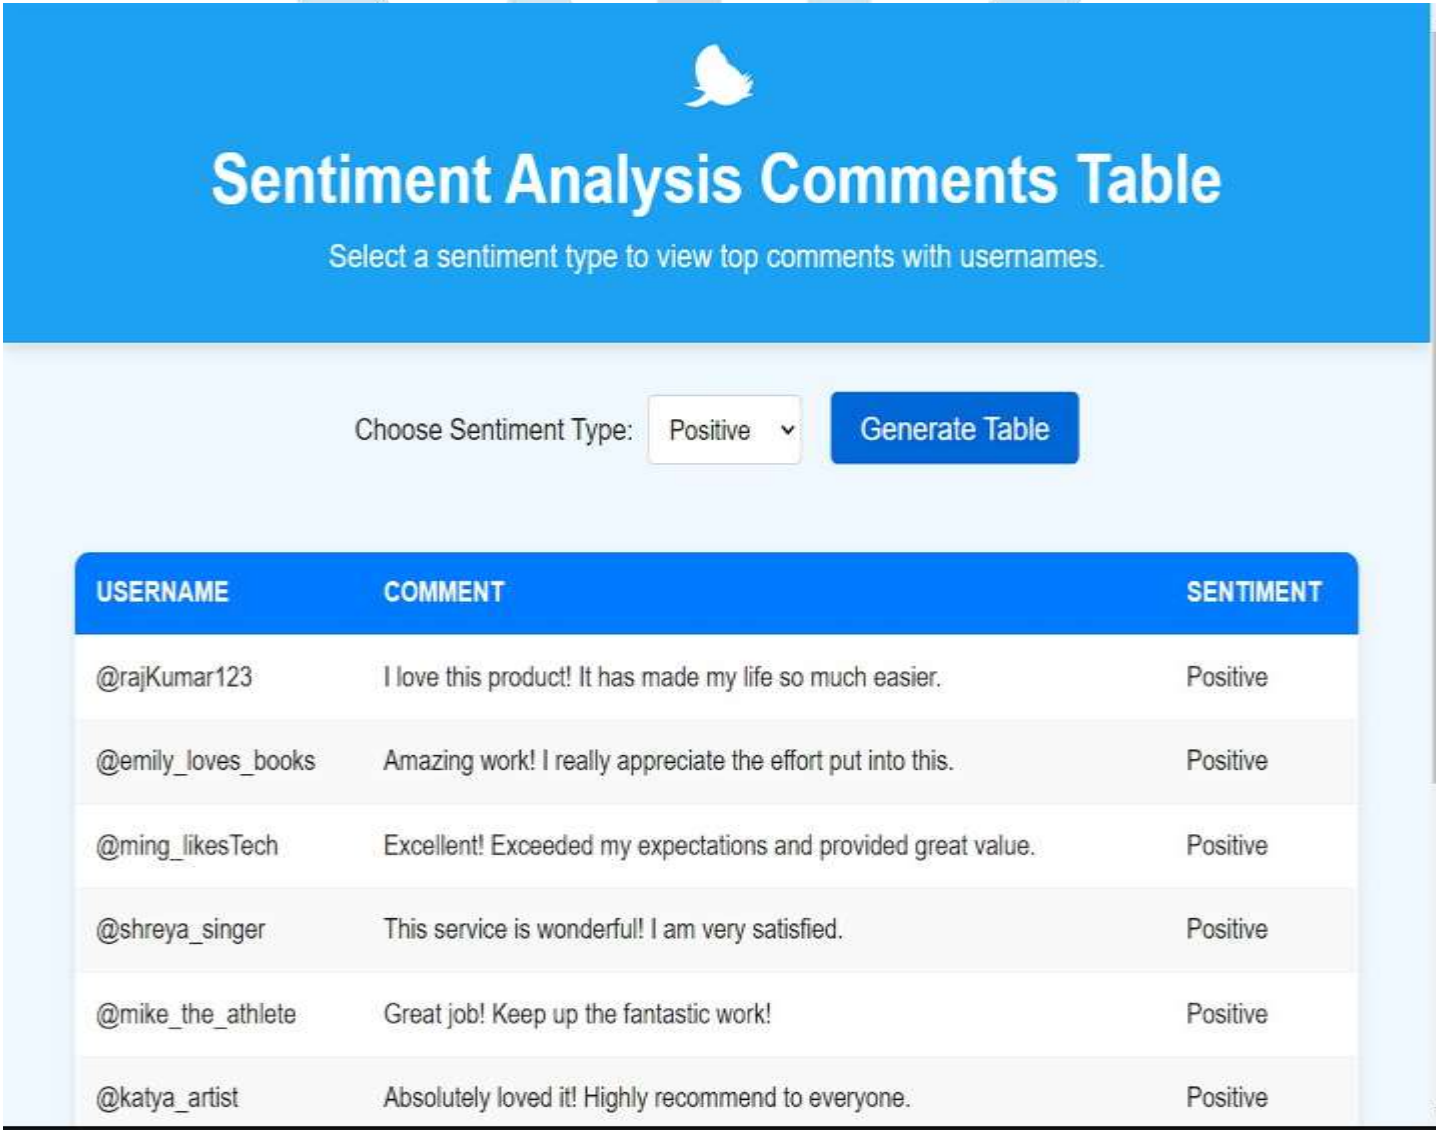 Sentiment Analysis Comments Table
Select a sentiment type to view top comments with usernames.
Choose Sentiment Type: Positive Generate Table
USERNAME COMMENT SENTIMENT
@rajKumar123 I love this product! It has made my life so much easier. Positive
@emily_loves_books Amazing work! I really appreciate the effort put into this. Positive
@ming_likesTech Excellent! Exceeded my expectations and provided great value. Positive
@shreya_singer This service is wonderful! I am very satisfied. Positive
@mike_the_athlete Great job! Keep up the fantastic work! Positive
@katya_artist Absolutely loved it! Highly recommend to everyone. Positive